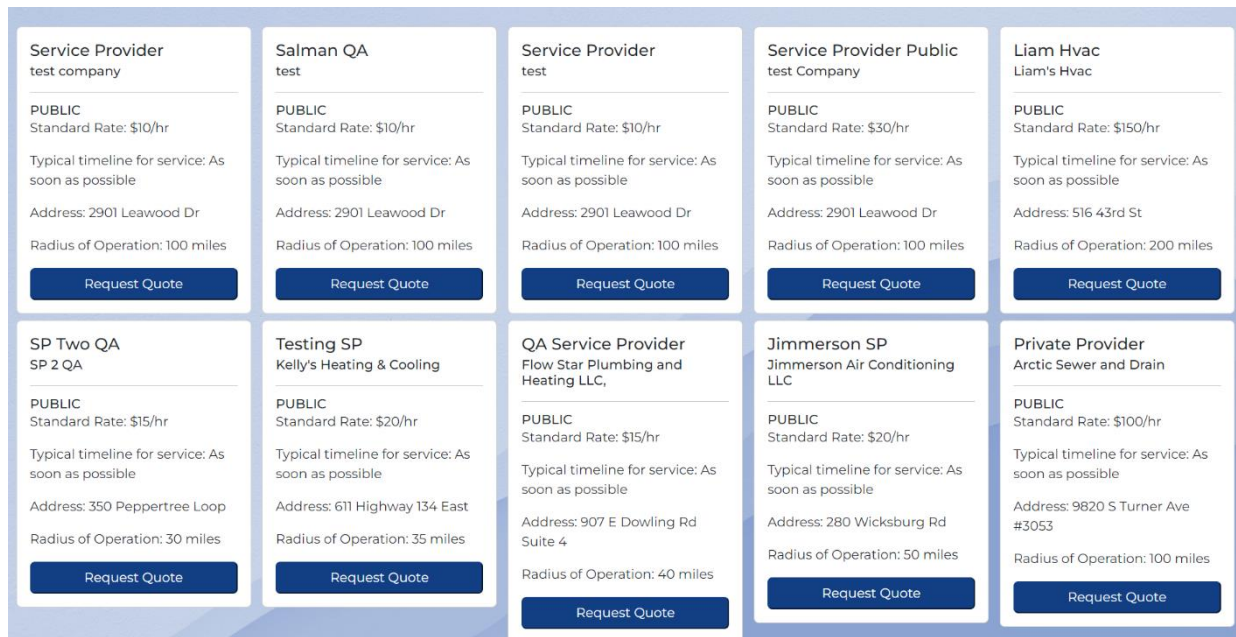 Service Provider
test company
PUBLIC
Standard Rate: $10/hr
Typical timeline for service: As
soon as possible
Address: 2901 Leawood Dr
Radius of Operation: 100 miles
Request Quote
Salman QA
test
PUBLIC
Standard Rate: $10/hr
Typical timeline for service: As
soon as possible
Address: 2901 Leawood Dr
Radius of Operation: 100 miles
Request Quote
Service Provider
test
PUBLIC
Standard Rate: $10/hr
Typical timeline for service: As
soon as possible
Address: 2901 Leawood Dr
Radius of Operation: 100 miles
Request Quote
Service Provider Public
test Company
PUBLIC
Standard Rate: $30/hr
Typical timeline for service: As
soon as possible
Address: 2901 Leawood Dr
Radius of Operation: 100 miles
Request Quote
Liam Hvac
Liam's Hvac
PUBLIC
Standard Rate: $150/hr
Typical timeline for service: As
soon as possible
Address: 516 43rd St
Radius of Operation: 200 miles
Request Quote
SP Two QA
SP 2 QA
PUBLIC
Standard Rate: $15/hr
Typical timeline for service: As
soon as possible
Address: 350 Peppertree Loop
Radius of Operation: 30 miles
Request Quote
Testing SP
Kelly's Heating & Cooling
PUBLIC
Standard Rate: $20/hr
Typical timeline for service: As
soon as possible
Address: 611 Highway 134 East
Radius of Operation: 35 miles
Request Quote
QA Service Provider
Flow Star Plumbing and
Heating LLC,
PUBLIC
Standard Rate: $15/hr
Typical timeline for service: As
soon as possible
Address: 907 E Dowling Rd
Suite 4
Radius of Operation: 40 miles
Request Quote
Jimmerson SP
Jimmerson Air Conditioning
LLC
PUBLIC
Standard Rate: $20/hr
Typical timeline for service: As
soon as possible
Address: 280 Wicksburg Rd
Radius of Operation: 50 miles
Request Quote
Private Provider
Arctic Sewer and Drain
PUBLIC
Standard Rate: $100/hr
Typical timeline for service: As
soon as possible
Address: 9820 S Turner Ave
#3053
Radius of Operation: 100 miles
Request Quote